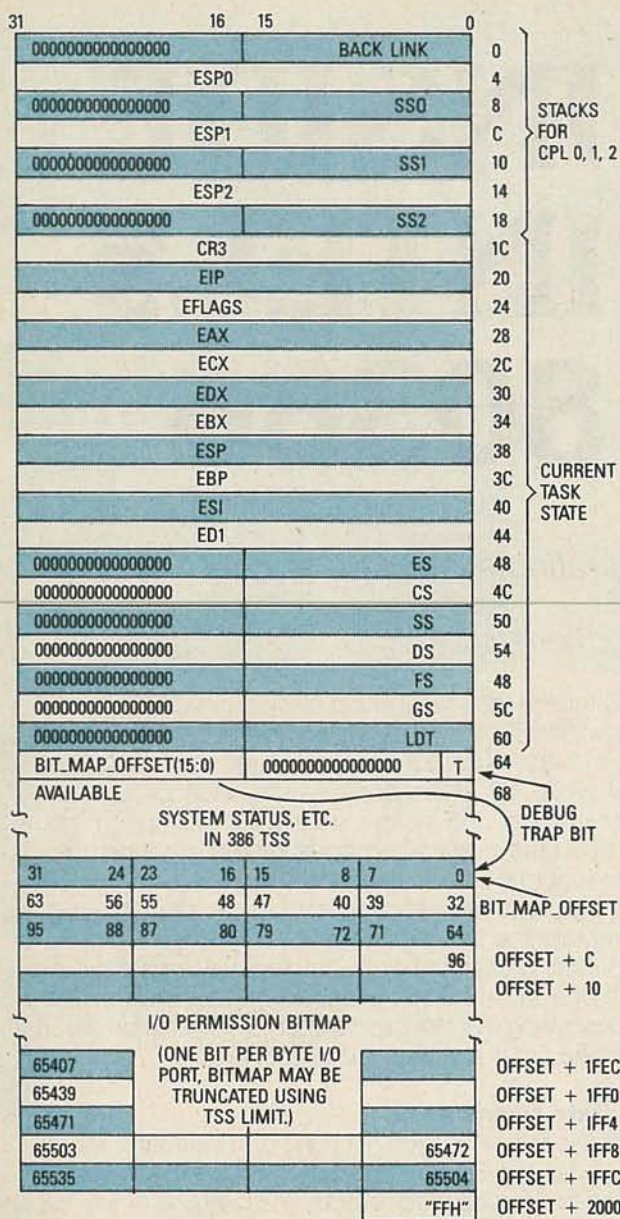 31 16 15 0
0000000000000000 BACK LINK 0
ESP0 4
0000000000000000 SS0 8
ESP1 C
0000000000000000 SS1 10
ESP2 14
0000000000000000 SS2 18
STACKS
FOR
CPL 0, 1, 2
CR3 1C
EIP 20
EFLAGS 24
EAX 28
ECX 2C
EDX 30
EBX 34
ESP 38
EBP 3C
ESI 40
ED1 44
0000000000000000 ES 48
0000000000000000 CS 4C
0000000000000000 SS 50
0000000000000000 DS 54
0000000000000000 FS 48
0000000000000000 GS 5C
0000000000000000 LDT 60
CURRENT
TASK
STATE
BIT_MAP_OFFSET(15:0) 0000000000000000 T 64
AVAILABLE 68
SYSTEM STATUS, ETC.
IN 386 TSS
DEBUG
TRAP BIT
31 24 23 16 15 8 7 0
63 56 55 48 47 40 39 32
BIT_MAP_OFFSET
95 88 87 80 79 72 71 64
96 OFFSET + C
OFFSET + 10
I/O PERMISSION BITMAP
(ONE BIT PER BYTE I/O
PORT, BITMAP MAY BE
TRUNCATED USING
TSS LIMIT.)
65407 OFFSET + 1FEC
65439 OFFSET + 1FF0
65471 OFFSET + IFF4
65503 65472 OFFSET + 1FF8
65535 65504 OFFSET + 1FFC
"FFH" OFFSET + 2000